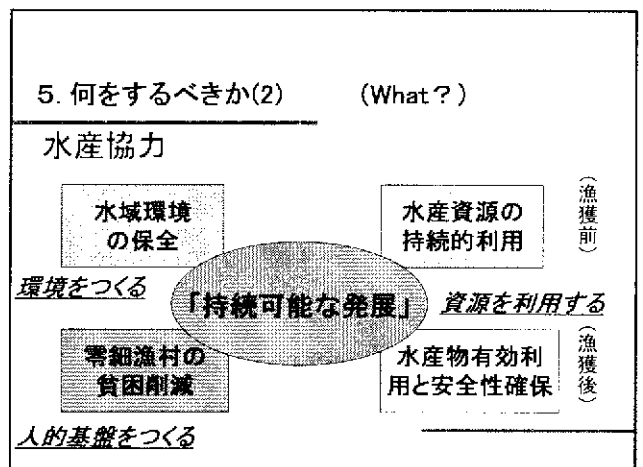 5. 何をするべきか(2) (What?)
水産協力
水域環境
の保全
水産資源の
持続的利用
(漁獲前)
環境をつくる
「持続可能な発展」
資源を利用する
零細漁村の
貧困削減
水産物有効利
用と安全性確保
(漁獲後)
人的基盤をつくる